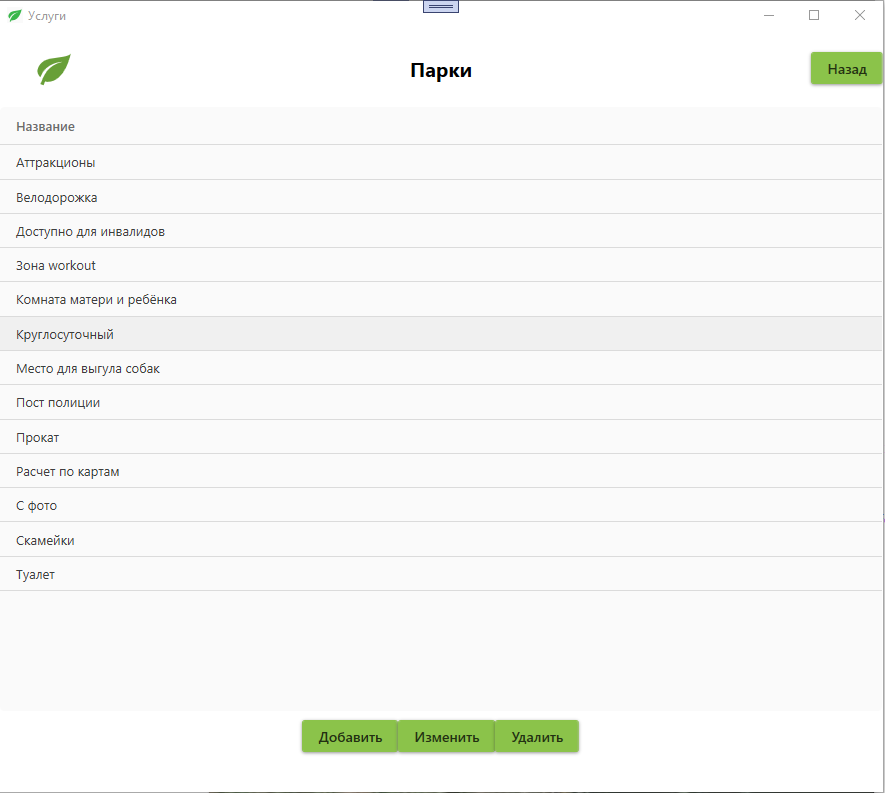 Услуги
Парки
Назад
Название
Аттракционы
Велодорожка
Доступно для инвалидов
Зона workout
Комната матери и ребёнка
Круглосуточный
Место для выгула собак
Пост полиции
Прокат
Расчет по картам
С фото
Скамейки
Туалет
Добавить Изменить Удалить